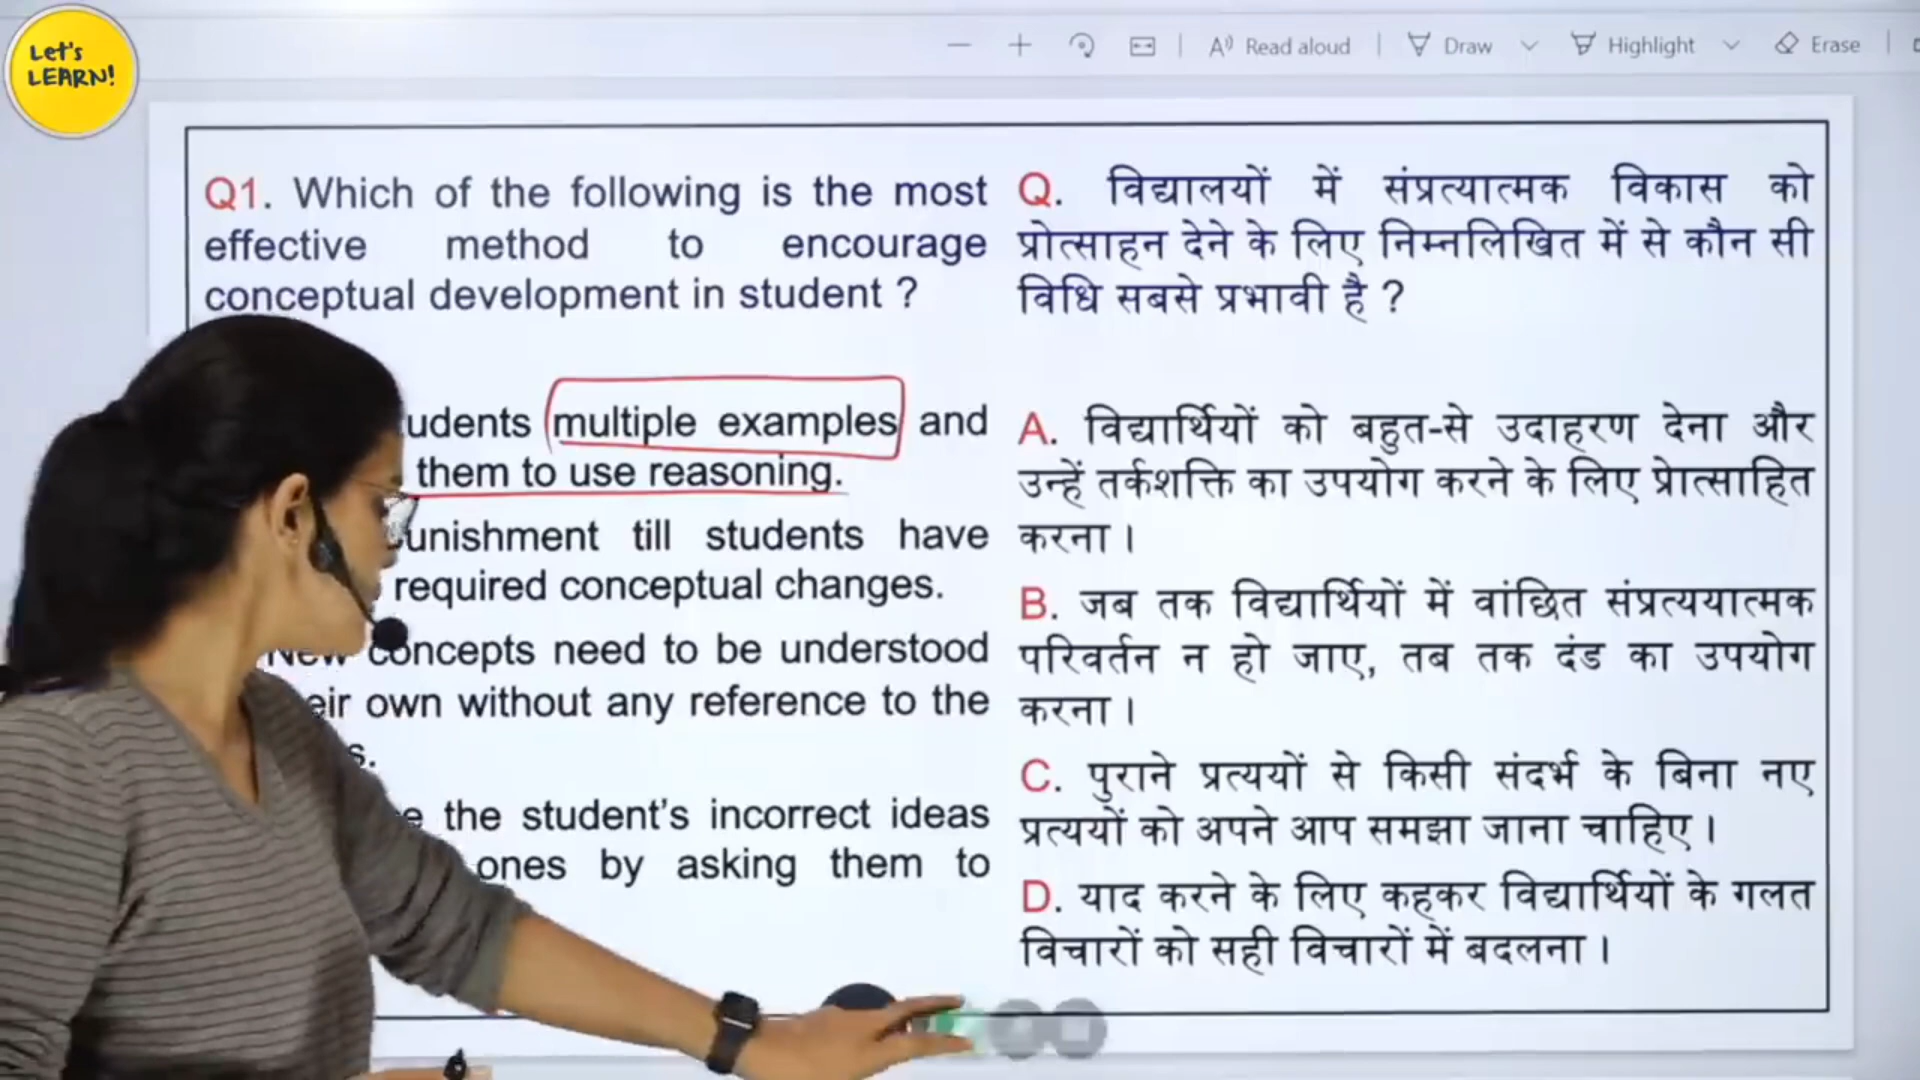 Let's
LEARN!
Read aloud
Draw
Highlight
Erase
Q1. Which of the following is the most
effective method to encourage
conceptual development in student ?
multiple examples and
them to use reasoning.
till students have
required conceptual changes.
concepts need to be understood
own without any reference to the
the student's incorrect ideas
ones by asking them to
Q. विद्यालयों में संप्रत्यात्मक विकास को
प्रोत्साहन देने के लिए निम्नलिखित में से कौन सी
विधि सबसे प्रभावी है ?
A. विद्यार्थियों को बहुत-से उदाहरण देना और
उन्हें तर्कशक्ति का उपयोग करने के लिए प्रोत्साहित
करना ।
B. जब तक विद्यार्थियों में वांछित संप्रत्ययात्मक
परिवर्तन न हो जाए, तब तक दंड का उपयोग
करना ।
C. पुराने प्रत्ययों से किसी संदर्भ के बिना नए
प्रत्ययों को अपने आप समझा जाना चाहिए ।
D. याद करने के लिए कहकर विद्यार्थियों के गलत
विचारों को सही विचारों में बदलना ।